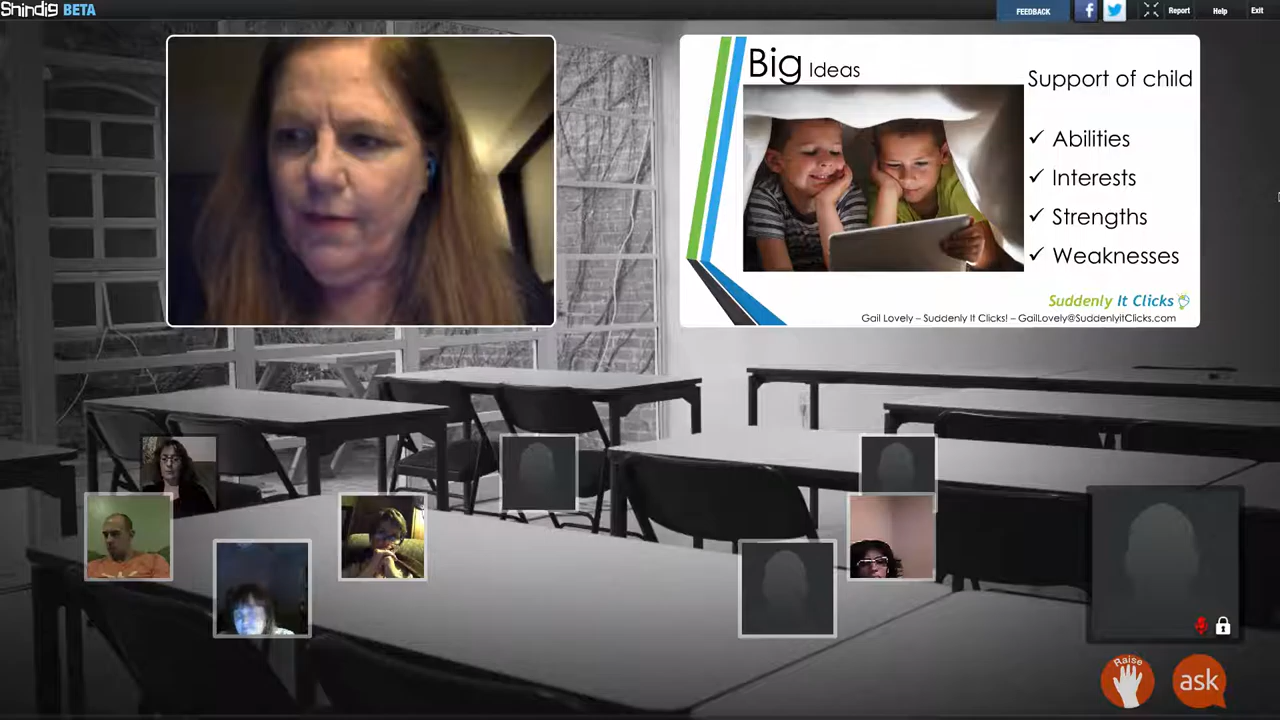 Shindig BETA
FEEDBACK
Report
Help
Exit
Big Ideas
Support of child
✓ Abilities
✓ Interests
✓ Strengths
✓ Weaknesses
Suddenly It Clicks
Gail Lovely – Suddenly It Clicks! – GailLovely@SuddenlyitClicks.com
Raise
ask